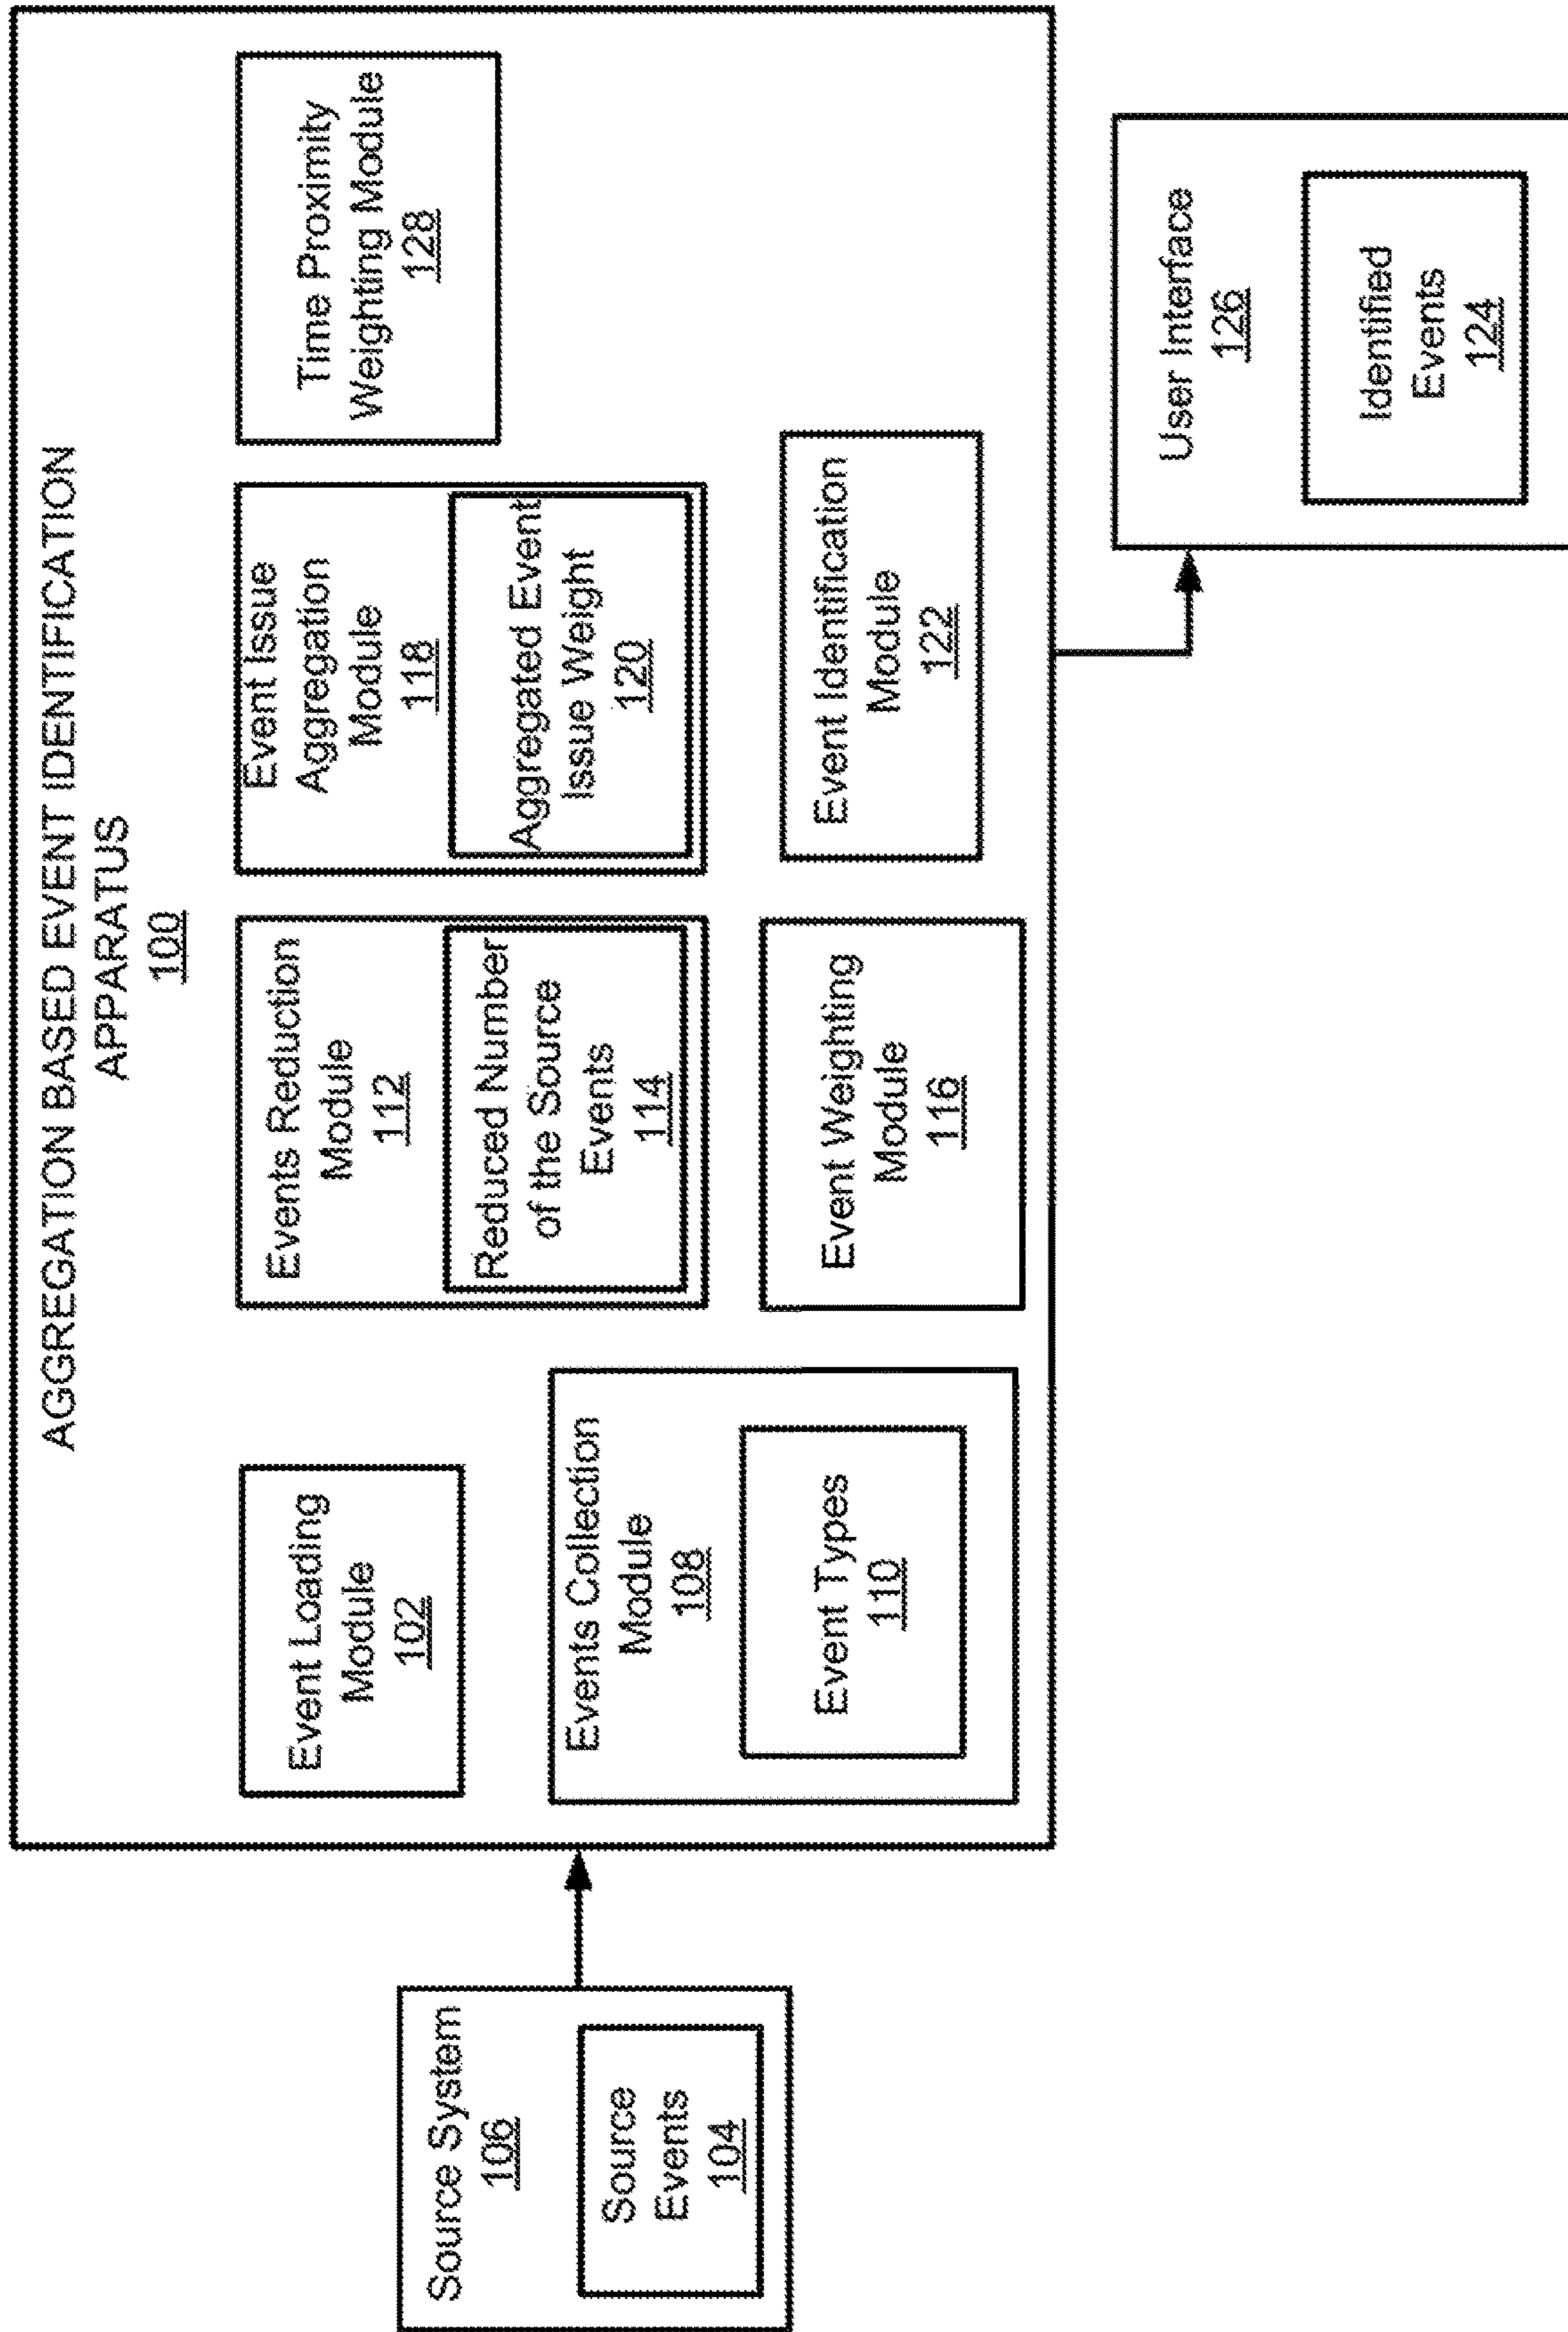 AGGREGATION BASED EVENT IDENTIFICATION
APPARATUS
100
Source System
106
Source
Events
104
Event Loading
Module
102
Events Collection
Module
108
Event Types
110
Events Reduction
Module
112
Reduced Number
of the Source
Events
114
Event Weighting
Module
116
Event Issue
Aggregation
Module
118
Aggregated Event
Issue Weight
120
Event Identification
Module
122
Time Proximity
Weighting Module
128
User Interface
126
Identified
Events
124